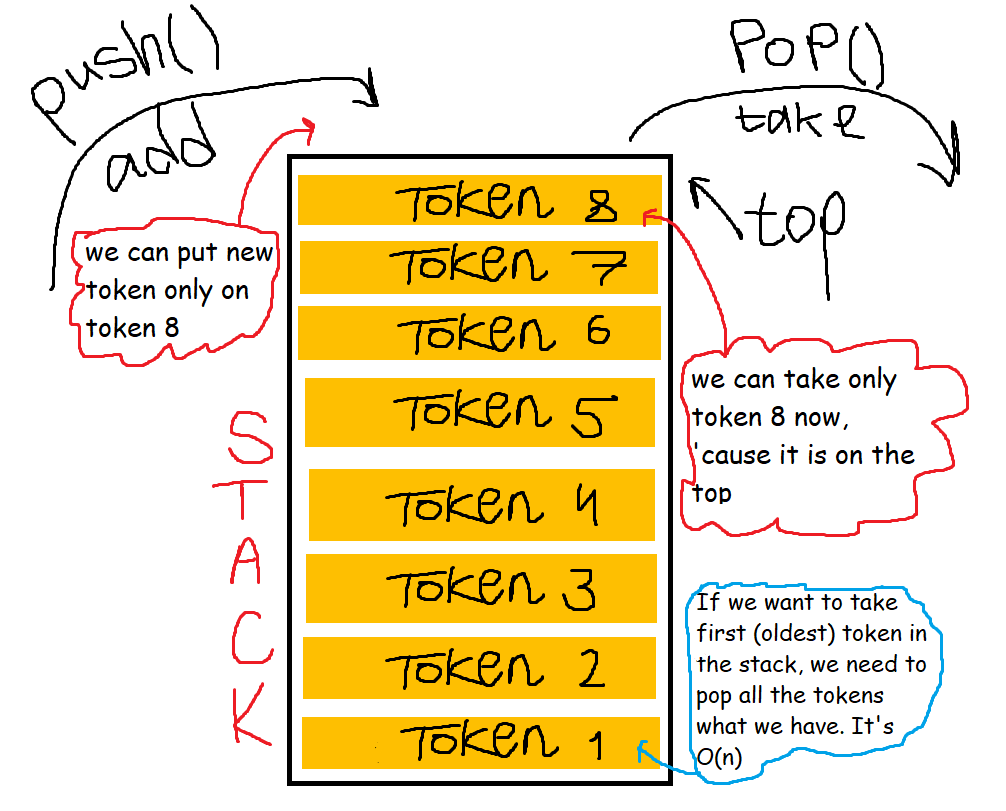 push()
add
Pop()
take
top
we can put new
token only on
token 8
Token 8
Token 7
Token 6
Token 5
Token 4
Token 3
Token 2
Token 1
we can take only
token 8 now,
'cause it is on the
top
S
T
A
C
K
If we want to take
first (oldest) token in
the stack, we need to
pop all the tokens
what we have. It's
O(n)